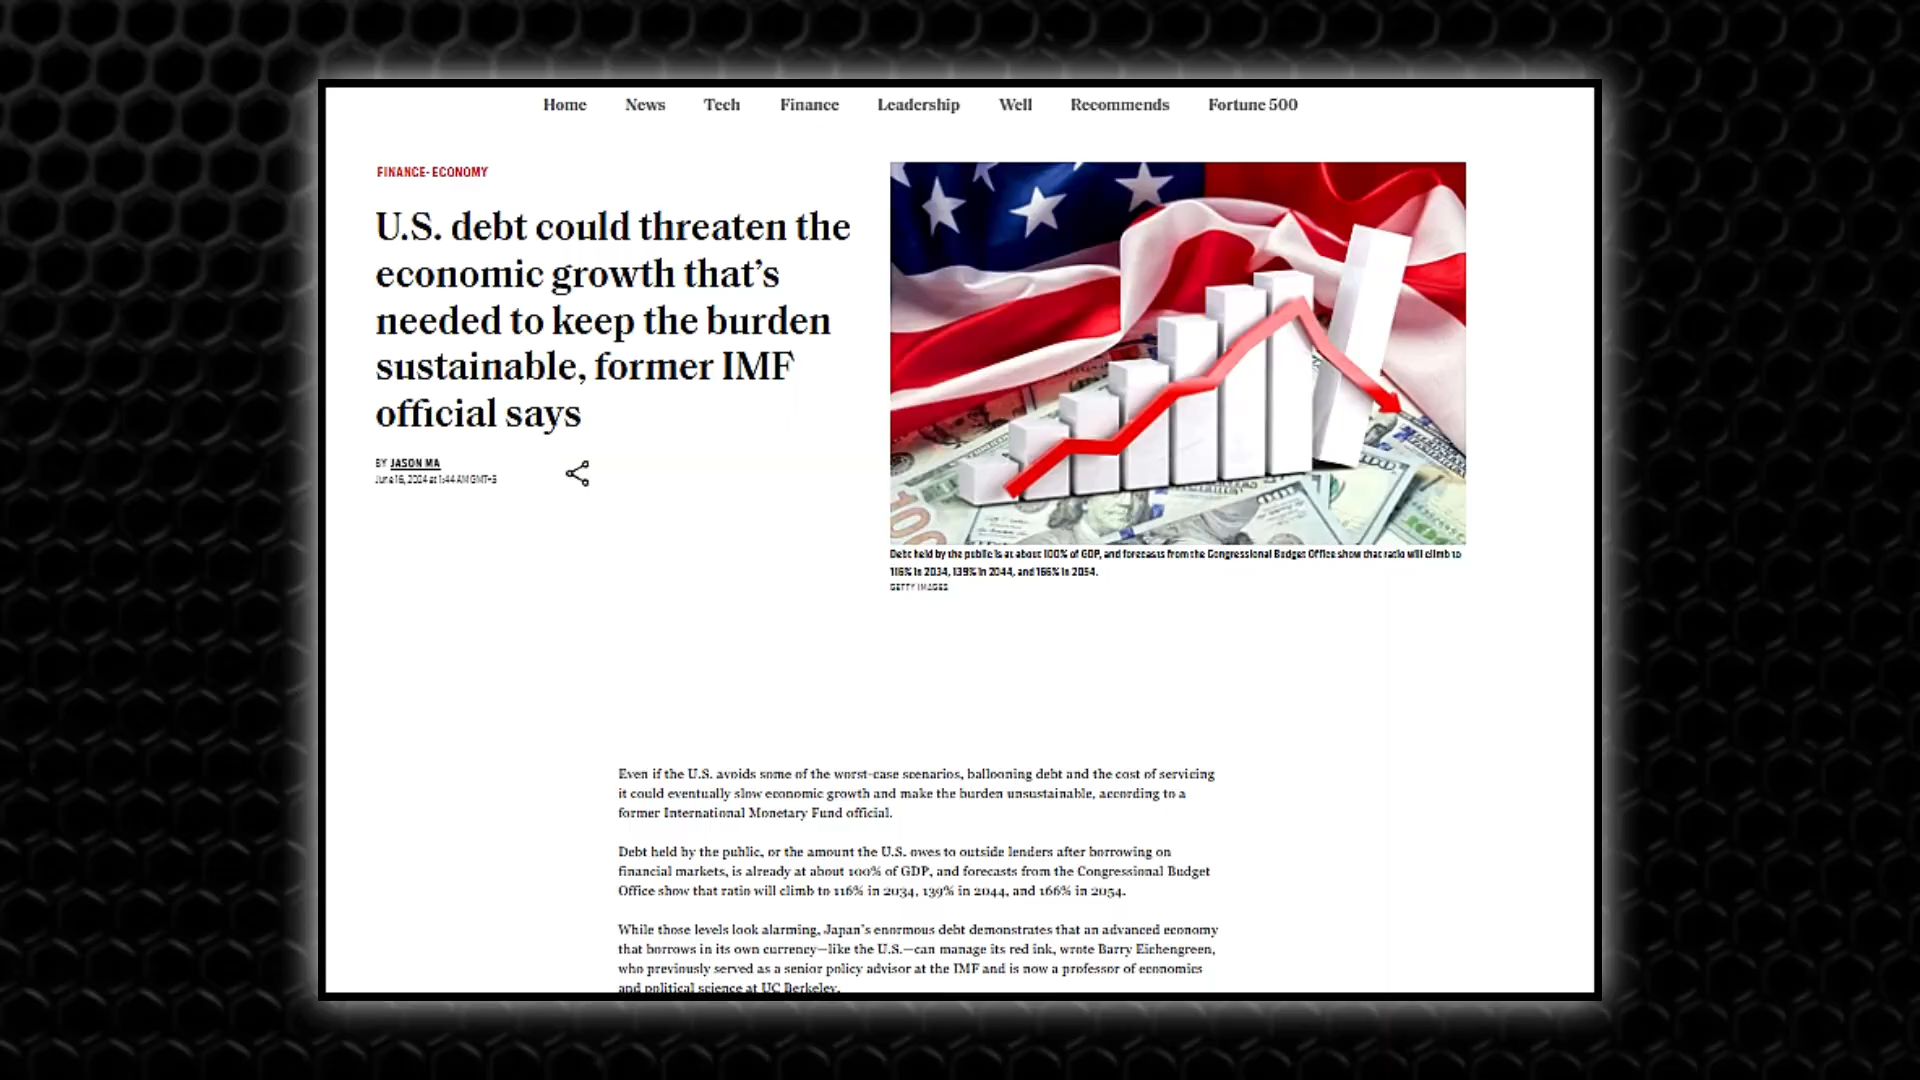 Home News Tech Finance Leadership Well Recommends Fortune 500
FINANCE-ECONOMY
U.S. debt could threaten the
economic growth that's
needed to keep the burden
sustainable, former IMF
official says
BY JASON MA
June 16, 2024 at 1:44 AM GMT+3
100
Debt held by the public is at about 100% of GDP, and forecasts from the Congressional Budget Office show that ratio will climb to
116% in 2034, 139% in 2044, and 166% in 2054.
GETTY IMAGES
Even if the U.S. avoids some of the worst-case scenarios, ballooning debt and the cost of servicing
it could eventually slow economic growth and make the burden unsustainable, according to a
former International Monetary Fund official.
Debt held by the public, or the amount the U.S. owes to outside lenders after borrowing on
financial markets, is already at about 100% of GDP, and forecasts from the Congressional Budget
Office show that ratio will climb to 116% in 2034, 139% in 2044, and 166% in 2054.
While those levels look alarming, Japan's enormous debt demonstrates that an advanced economy
that borrows in its own currency—like the U.S.—can manage its red ink, wrote Barry Eichengreen,
who previously served as a senior policy advisor at the IMF and is now a professor of economics
and political science at UC Berkeley.